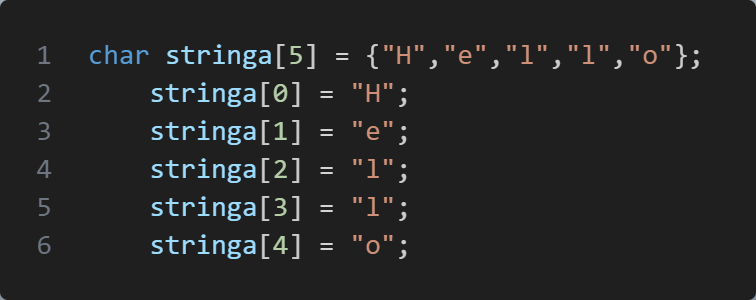 1 char stringa[5] = {"H","e","l","l","o"};
2 stringa[0] = "H";
3 stringa[1] = "e";
4 stringa[2] = "l";
5 stringa[3] = "l";
6 stringa[4] = "o";